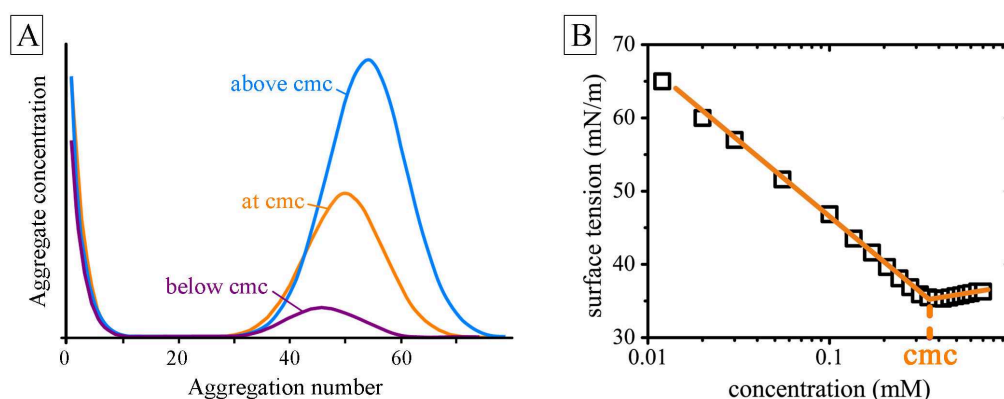 A
Aggregate concentration
above cmc
at cmc
below cmc
0
20
40
60
Aggregation number
B
surface tension (mN/m)
70
60
50
40
30
0.01
0.1
cmc
concentration (mM)